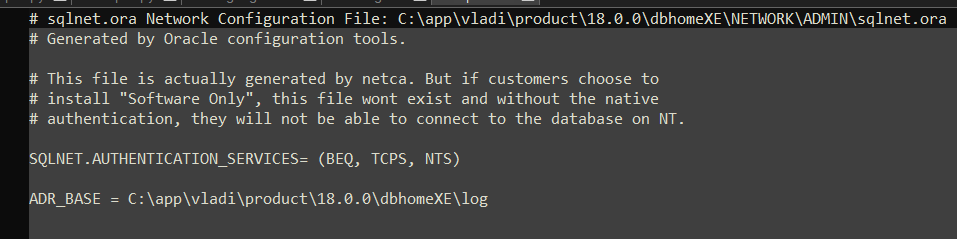 # sqlnet.ora Network Configuration File: C:\app\vladi\product\18.0.0\dbhomeXE\NETWORK\ADMIN\sqlnet.ora
# Generated by Oracle configuration tools.
# This file is actually generated by netca. But if customers choose to
# install "Software Only", this file wont exist and without the native
# authentication, they will not be able to connect to the database on NT.
SQLNET.AUTHENTICATION_SERVICES= (BEQ, TCPS, NTS)
ADR_BASE = C:\app\vladi\product\18.0.0\dbhomeXE\log